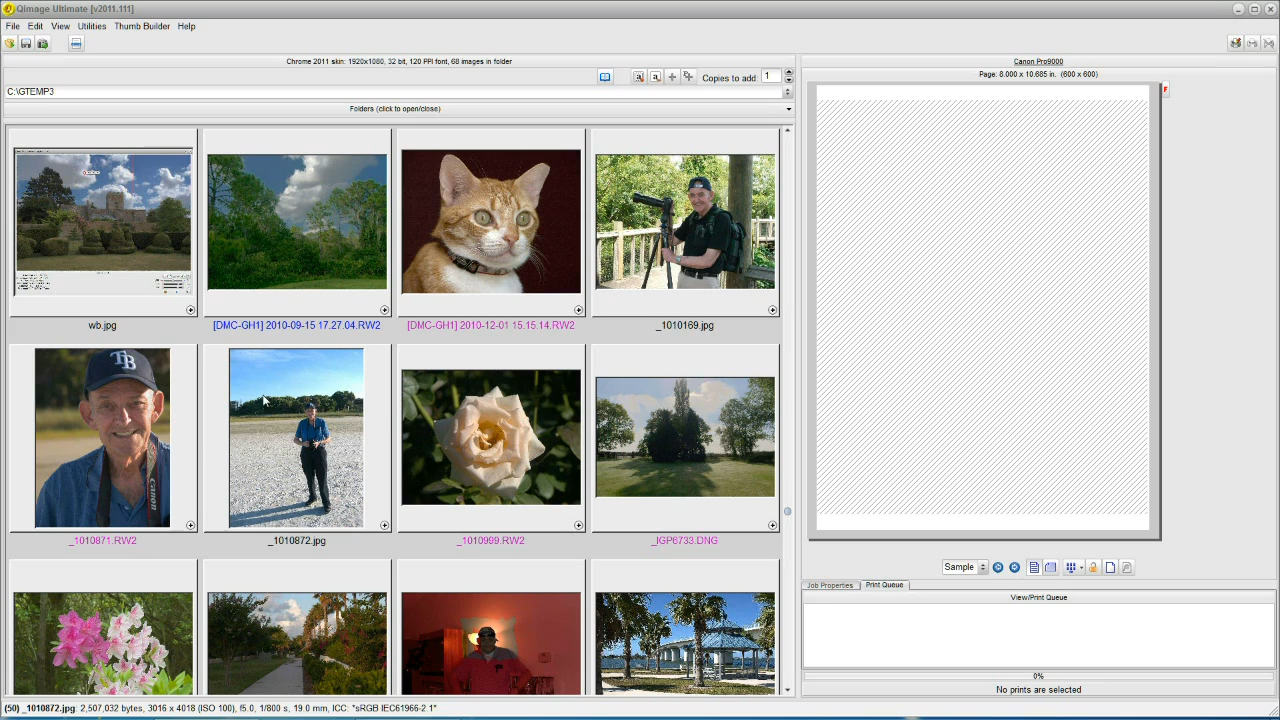 Qimage Ultimate [v2011.111]
File Edit View Utilities Thumb Builder Help
Chrome 2011 skin: 1920x1080, 32 bit, 120 PPI font, 68 images in folder
Copies to add 1
C:\GTEMP3
Folders (click to open/close)
wb.jpg
[DMC-GH1] 2010-09-15 17.27.04.RW2
[DMC-GH1] 2010-12-01 15.15.14.RW2
_1010169.jpg
TB
Canon
_1010871.RW2
_1010872.jpg
_1010999.RW2
_IGP6733.DNG
(50) _1010872.jpg: 2,007,032 bytes, 3016 x 4018 (ISO 100), f5.0, 1/800 s, 19.0 mm, ICC: "sRGB IEC61966-2.1"
Canon Pro9000
Page: 8.000 x 10.685 in. (600 x 600)
F
Sample
Job Properties Print Queue
View/Print Queue
0%
No prints are selected